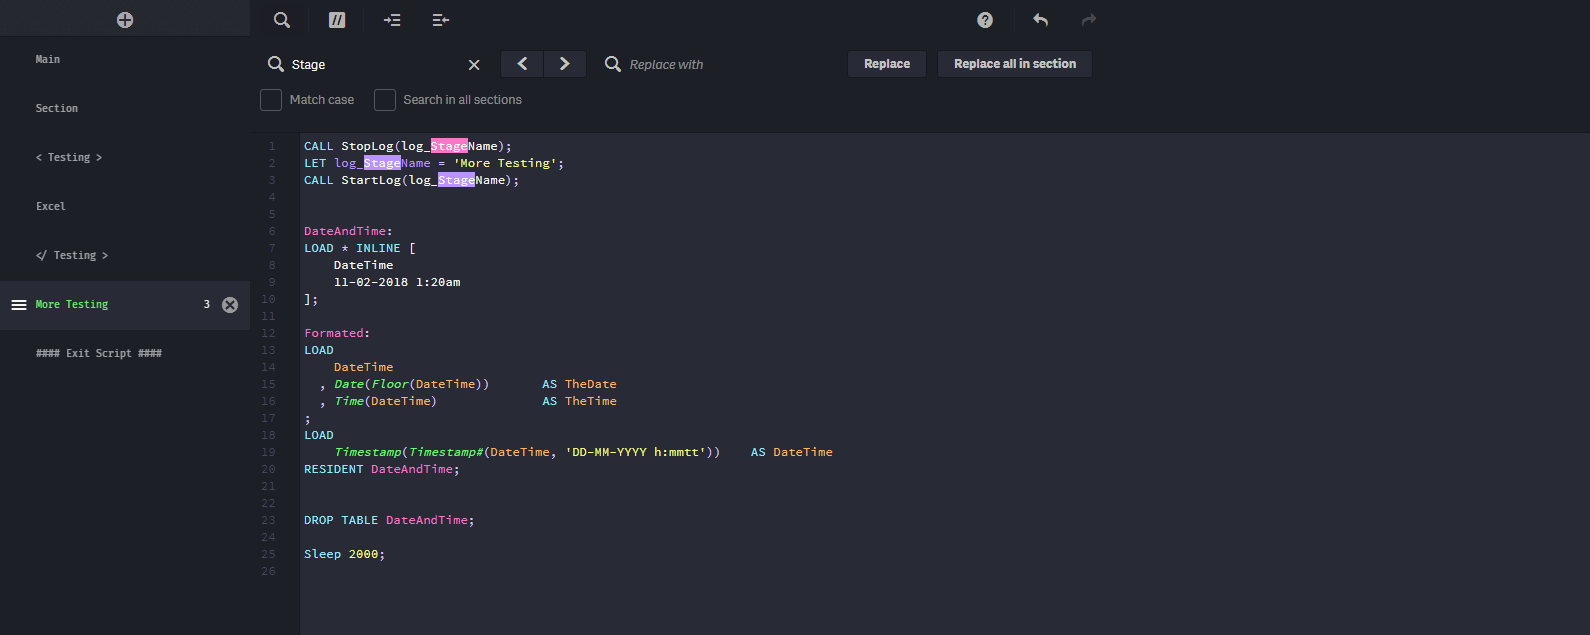 //
?
Main
Section
< Testing >
Excel
</ Testing >
More Testing 3
#### Exit Script ####
Stage
Replace with
Replace
Replace all in section
Match case
Search in all sections
1 CALL StopLog(log_StageName);
2 LET log_StageName = 'More Testing';
3 CALL StartLog(log_StageName);
4
5
6 DateAndTime:
7 LOAD * INLINE [
8 DateTime
9 11-02-2018 1:20am
10 ];
11
12 Formated:
13 LOAD
14 DateTime
15 , Date(Floor(DateTime)) AS TheDate
16 , Time(DateTime) AS TheTime
17 ;
18 LOAD
19 Timestamp(Timestamp#(DateTime, 'DD-MM-YYYY h:mmtt')) AS DateTime
20 RESIDENT DateAndTime;
21
22
23 DROP TABLE DateAndTime;
24
25 Sleep 2000;
26